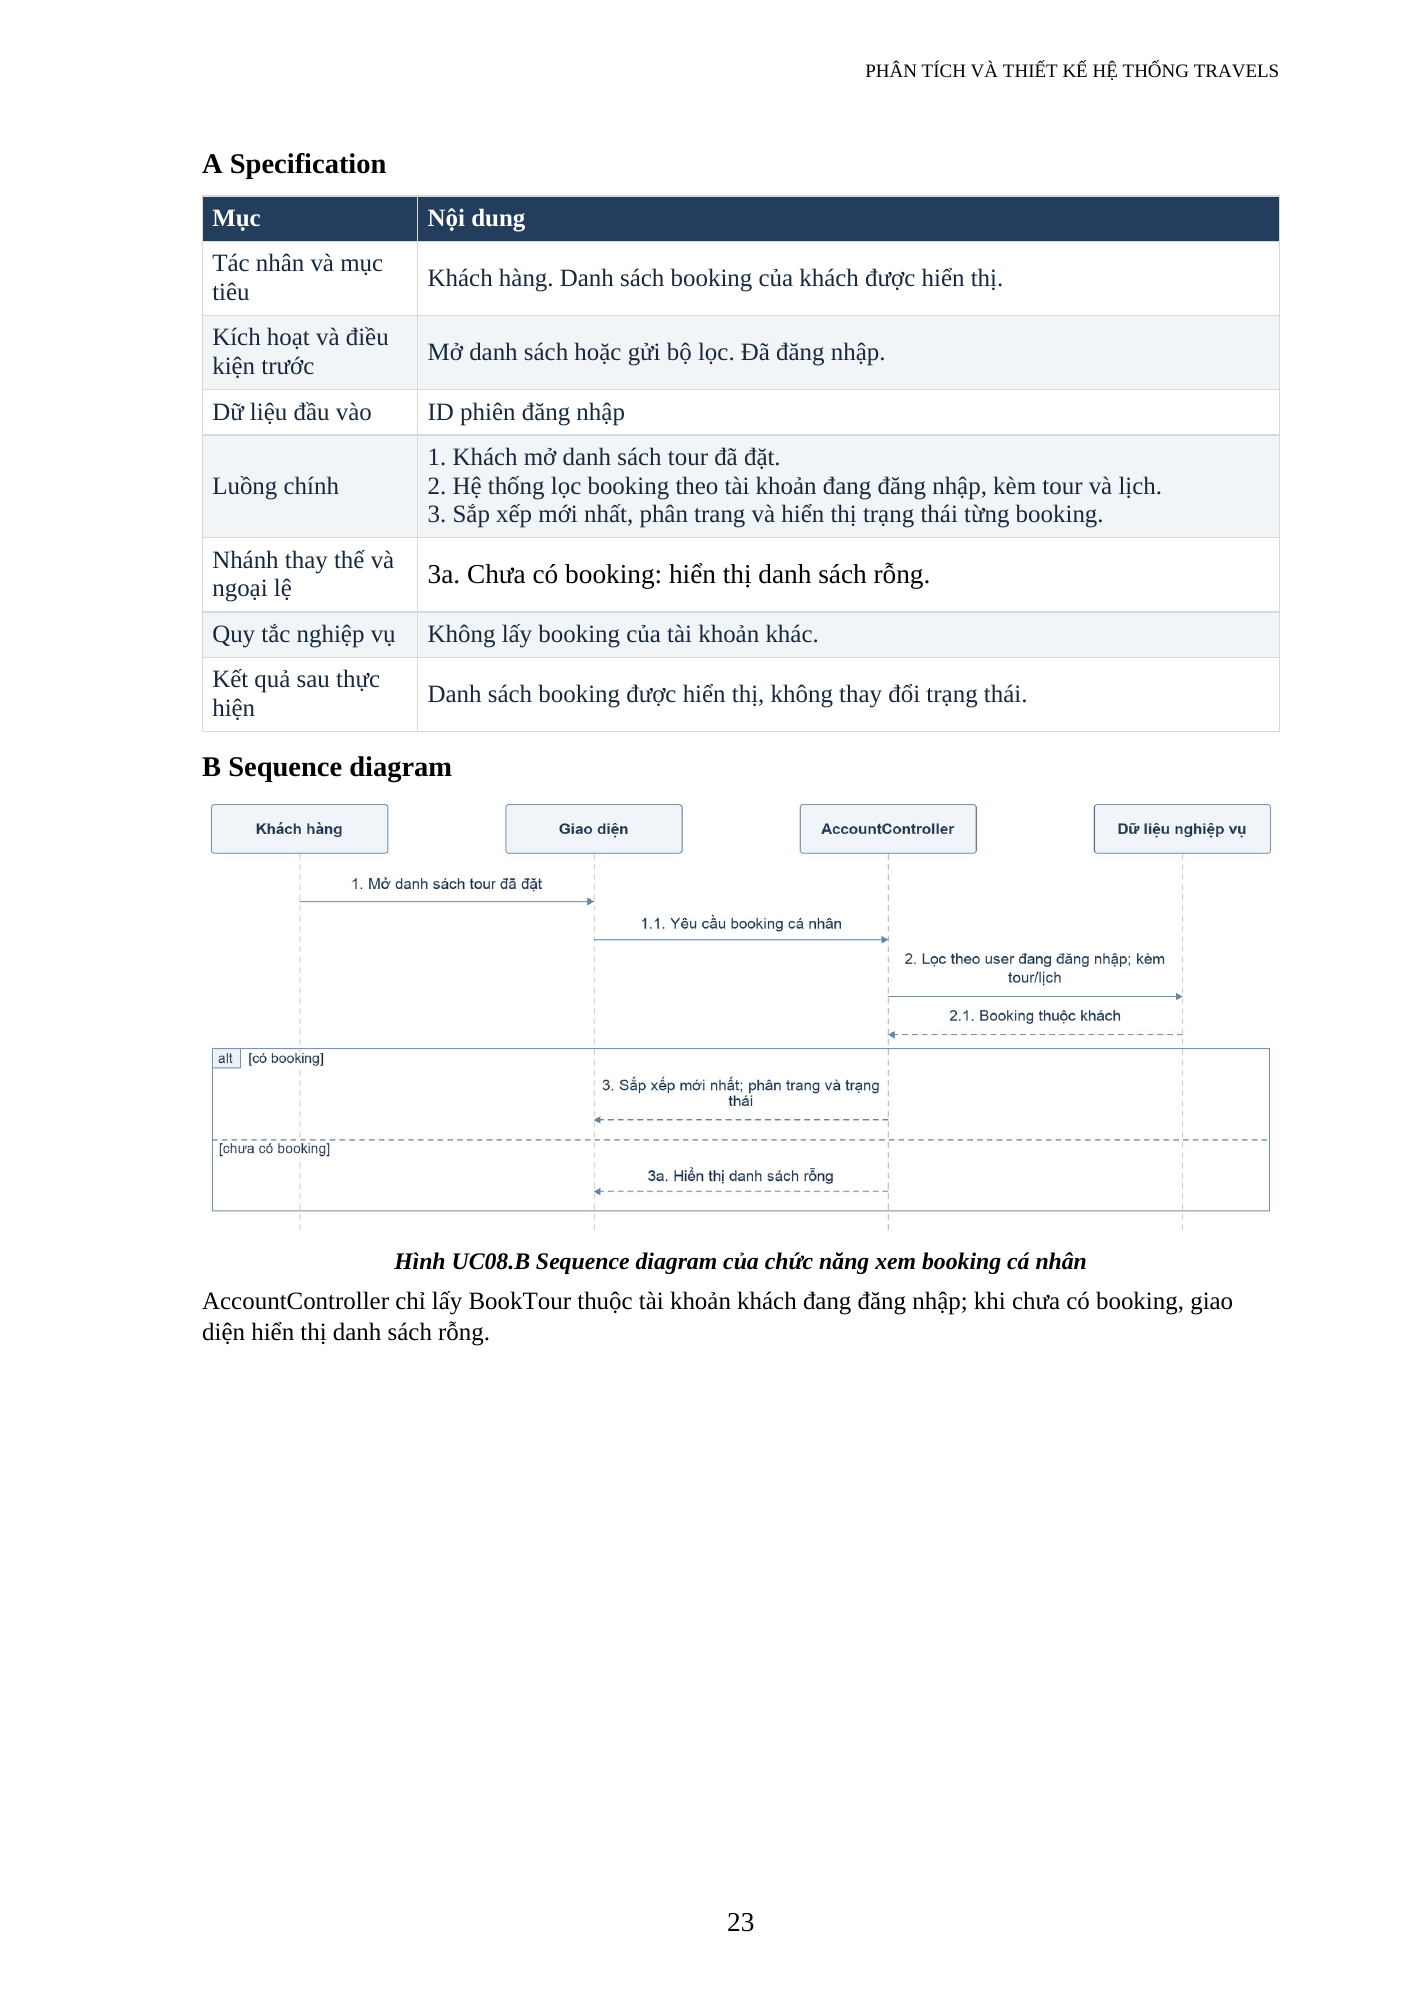 PHÂN TÍCH VÀ THIẾT KẾ HỆ THỐNG TRAVELS
A Specification
Mục
Nội dung
Tác nhân và mục
tiêu
Khách hàng. Danh sách booking của khách được hiển thị.
Kích hoạt và điều
kiện trước
Mở danh sách hoặc gửi bộ lọc. Đã đăng nhập.
Dữ liệu đầu vào
ID phiên đăng nhập
Luồng chính
1. Khách mở danh sách tour đã đặt.
2. Hệ thống lọc booking theo tài khoản đang đăng nhập, kèm tour và lịch.
3. Sắp xếp mới nhất, phân trang và hiển thị trạng thái từng booking.
Nhánh thay thế và
ngoại lệ
3a. Chưa có booking: hiển thị danh sách rỗng.
Quy tắc nghiệp vụ
Không lấy booking của tài khoản khác.
Kết quả sau thực
hiện
Danh sách booking được hiển thị, không thay đổi trạng thái.
B Sequence diagram
Khách hàng
Giao diện
AccountController
Dữ liệu nghiệp vụ
1. Mở danh sách tour đã đặt
1.1. Yêu cầu booking cá nhân
2. Lọc theo user đang đăng nhập; kèm
tour/lịch
2.1. Booking thuộc khách
alt [có booking]
3. Sắp xếp mới nhất; phân trang và trạng
thái
[chưa có booking]
3a. Hiển thị danh sách rỗng
Hình UC08.B Sequence diagram của chức năng xem booking cá nhân
AccountController chỉ lấy BookTour thuộc tài khoản khách đang đăng nhập; khi chưa có booking, giao
diện hiển thị danh sách rỗng.
23